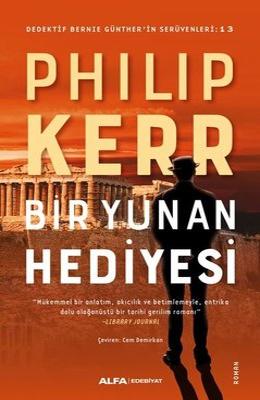 DEDEKTİF BERNIE GÜNTHER'İN SERÜVENLERİ: 13
PHILIP
KERR
BİR YUNAN
HEDİYESİ
"Mükemmel bir anlatım, akıcılık ve betimlemeyle, entrika
dolu olağanüstü bir tarihi gerilim romanı"
–LIBRARY JOURNAL
Çeviren: Cem Demirkan
ALFA EDEBİYAT
ROMAN